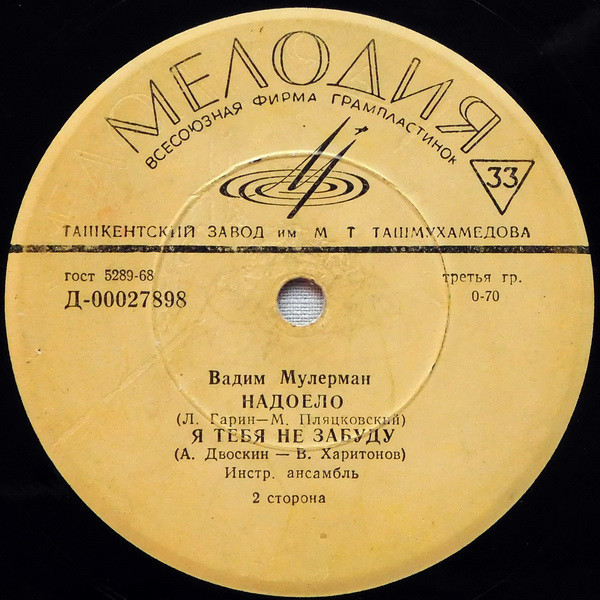 МЕЛОДИЯ
ВСЕСОЮЗНАЯ ФИРМА ГРАМПЛАСТИНОК
33
ТАШКЕНТСКИЙ ЗАВОД им М Т ТАШМУХАМЕДОВА
гост 5289-68
третья гр.
Д-00027898
0-70
Вадим Мулерман
НАДОЕЛО
(Л. Гарин—М. Пляцковский)
Я ТЕБЯ НЕ ЗАБУДУ
(А. Двоскин — В. Харитонов)
Инстр. ансамбль
2 сторона